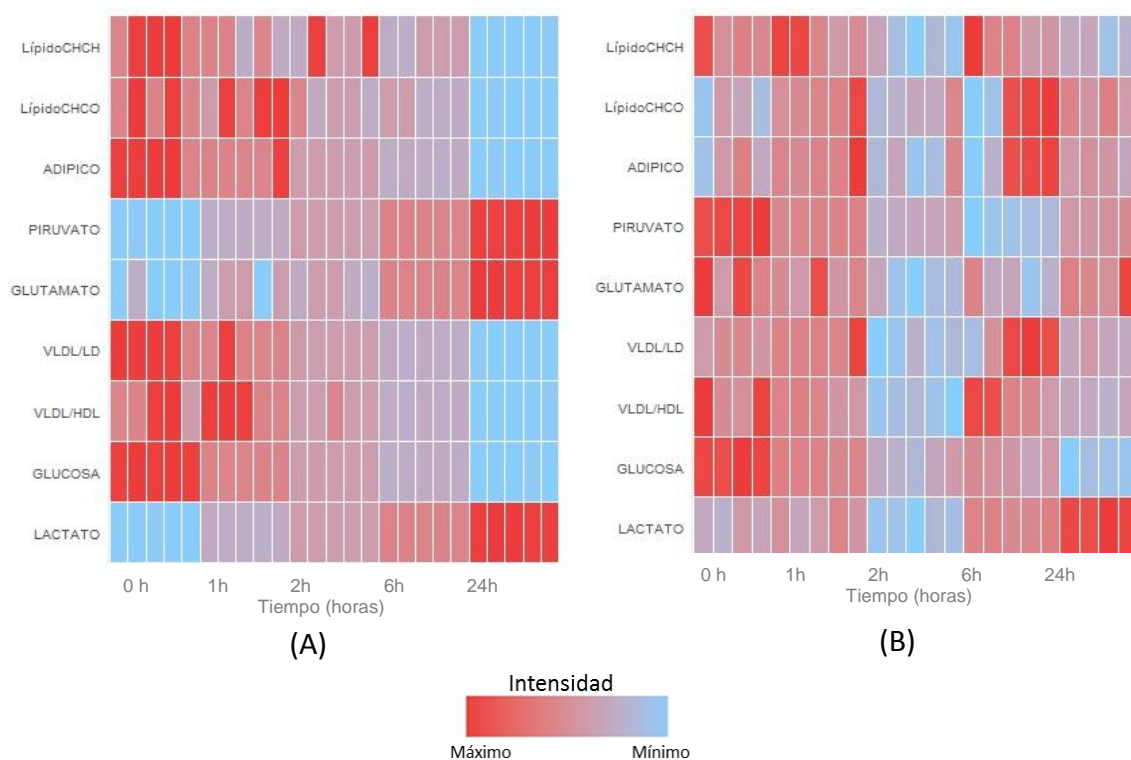 LípidoCHCH
LípidoCHCO
ADIPICO
PIRUVATO
GLUTAMATO
VLDL/LD
VLDL/HDL
GLUCOSA
LACTATO
0 h 1h 2h 6h 24h
Tiempo (horas)
(A)
LípidoCHCH
LípidoCHCO
ADIPICO
PIRUVATO
GLUTAMATO
VLDL/LD
VLDL/HDL
GLUCOSA
LACTATO
0 h 1h 2h 6h 24h
Tiempo (horas)
(B)
Intensidad
Máximo Mínimo